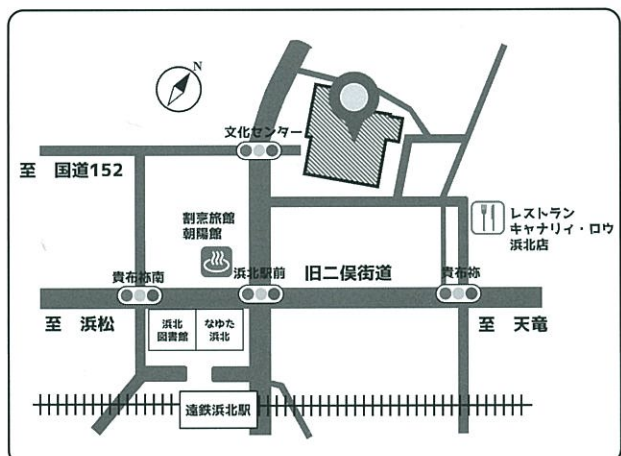 N
文化センター
至 国道152
割烹旅館
朝陽館
レストラン
キャナリィ・ロウ
浜北店
貴布祢南
浜北駅前
旧二俣街道
貴布祢
至 浜松
浜北
図書館
なゆた
浜北
至 天竜
遠鉄浜北駅